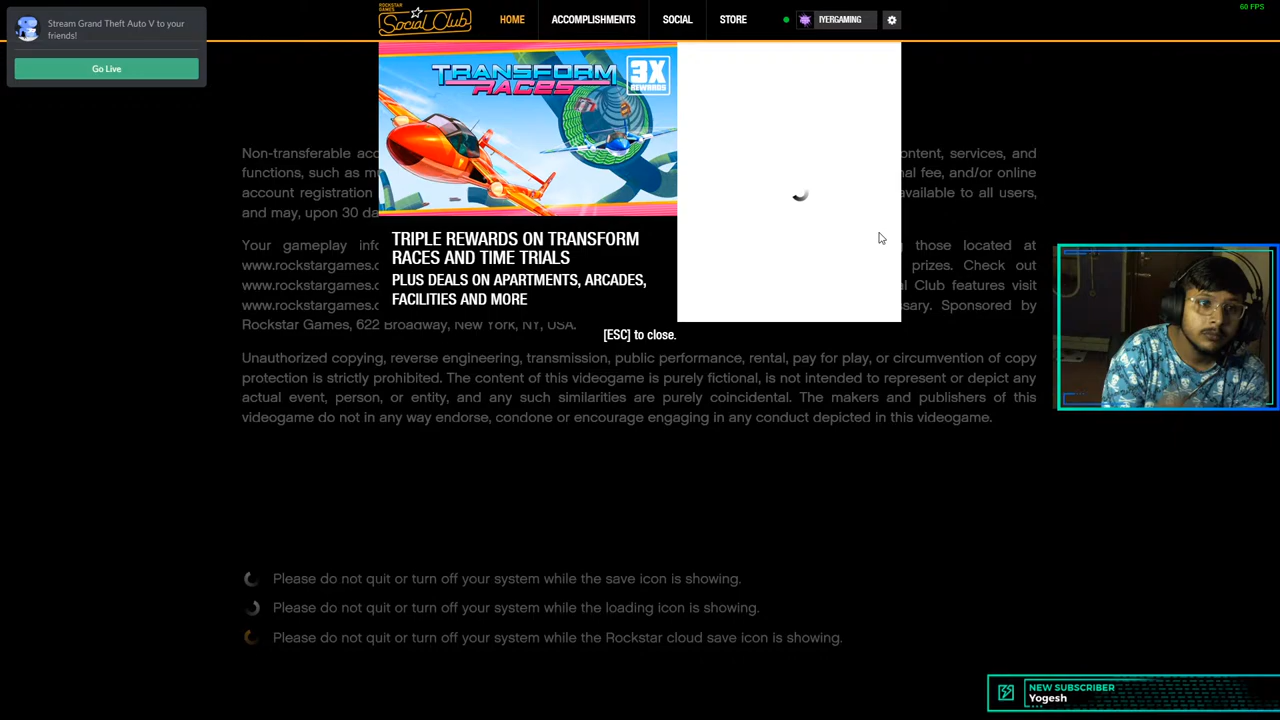 Stream Grand Theft Auto V to your
friends!
Go Live
ROCKSTAR
GAMES
Social Club
HOME
ACCOMPLISHMENTS
SOCIAL
STORE
IYERGAMING
60 FPS
TRANSFORM
RACES
3X
REWARDS
TRIPLE REWARDS ON TRANSFORM
RACES AND TIME TRIALS
PLUS DEALS ON APARTMENTS, ARCADES,
FACILITIES AND MORE
[ESC] to close.
Non-transferable content, services, and
functions, such as fee, and/or online
account registration available to all users,
and may, upon 30
Your gameplay those located at
www.rockstargames. prizes. Check out
www.rockstargames. Club features visit
www.rockstargames. Sponsored by
Rockstar Games, 622 Broadway, New York, NY, USA.
Unauthorized copying, reverse engineering, transmission, public performance, rental, pay for play, or circumvention of copy
protection is strictly prohibited. The content of this videogame is purely fictional, is not intended to represent or depict any
actual event, person, or entity, and any such similarities are purely coincidental. The makers and publishers of this
videogame do not in any way endorse, condone or encourage engaging in any conduct depicted in this videogame.
Please do not quit or turn off your system while the save icon is showing.
Please do not quit or turn off your system while the loading icon is showing.
Please do not quit or turn off your system while the Rockstar cloud save icon is showing.
NEW SUBSCRIBER
Yogesh